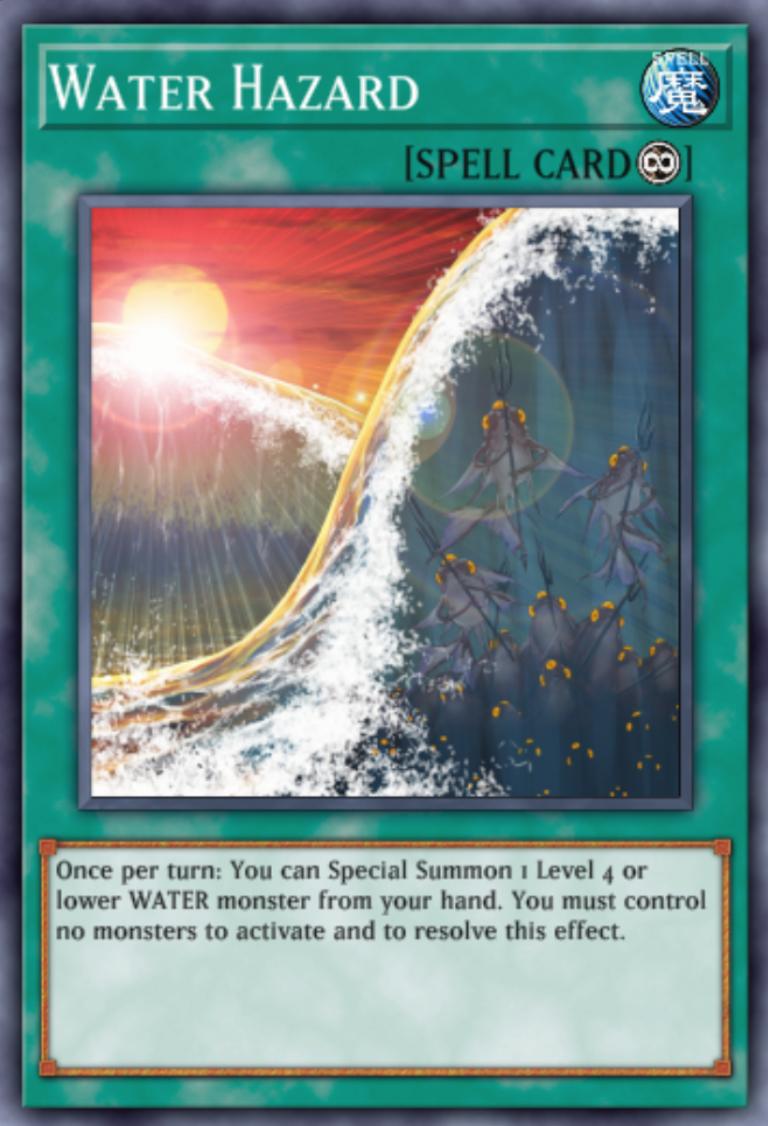 WATER HAZARD
SPELL
魔
[SPELL CARD♾]
Once per turn: You can Special Summon 1 Level 4 or
lower WATER monster from your hand. You must control
no monsters to activate and to resolve this effect.